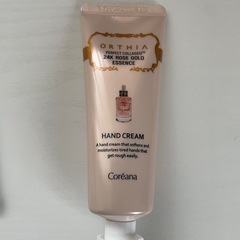 ORTHIA
PERFECT COLLAGEN
24K ROSE GOLD
ESSENCE
HAND CREAM
A hand cream that softens and
moisturizes tired hands that
get rough easily.
Coréana